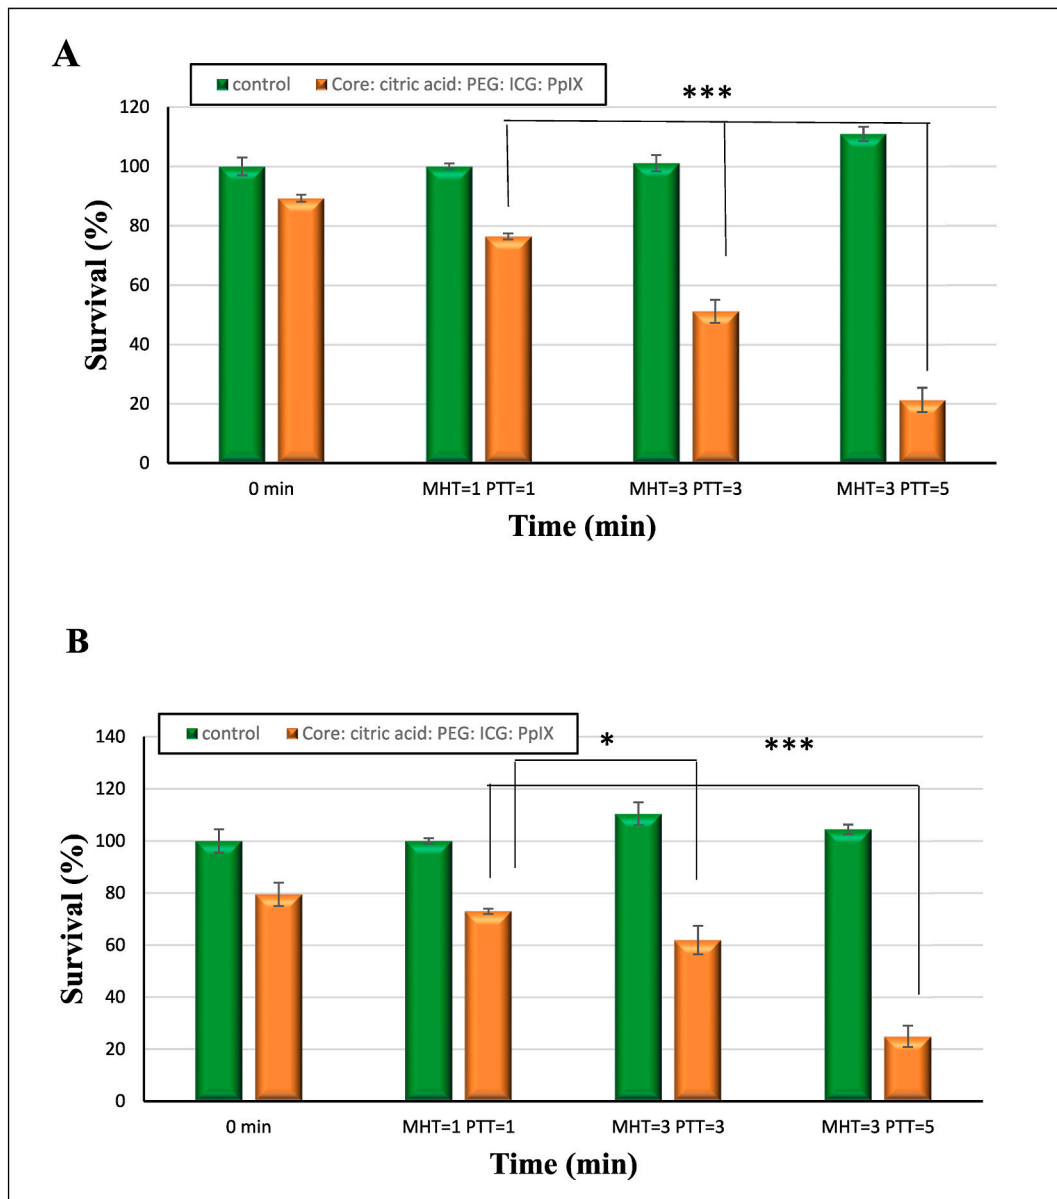 A
control Core: citric acid: PEG: ICG: PpIX
***
120
100
80
60
40
20
0
Survival (%)
0 min MHT=1 PTT=1 MHT=3 PTT=3 MHT=3 PTT=5
Time (min)
B
control Core: citric acid: PEG: ICG: PpIX
* ***
140
120
100
80
60
40
20
0
Survival (%)
0 min MHT=1 PTT=1 MHT=3 PTT=3 MHT=3 PTT=5
Time (min)